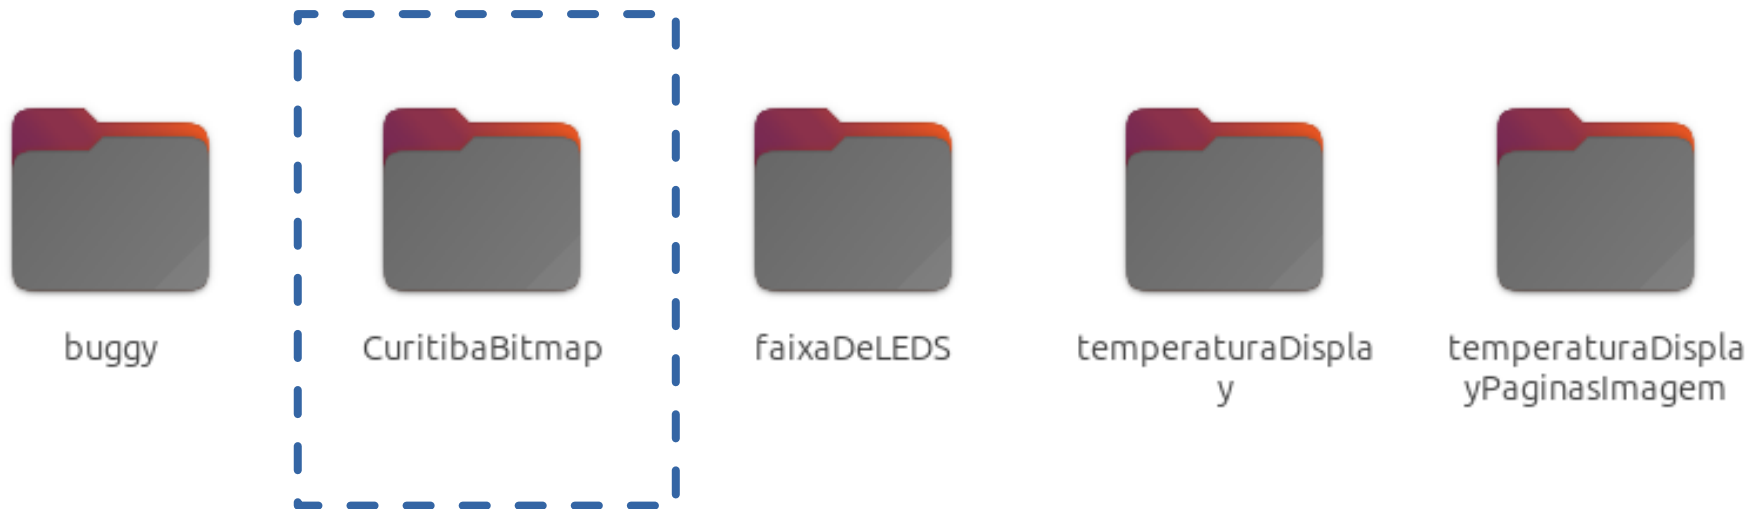 buggy
CuritibaBitmap
faixaDeLEDS
temperaturaDispla
y
temperaturaDispla
yPaginasImagem